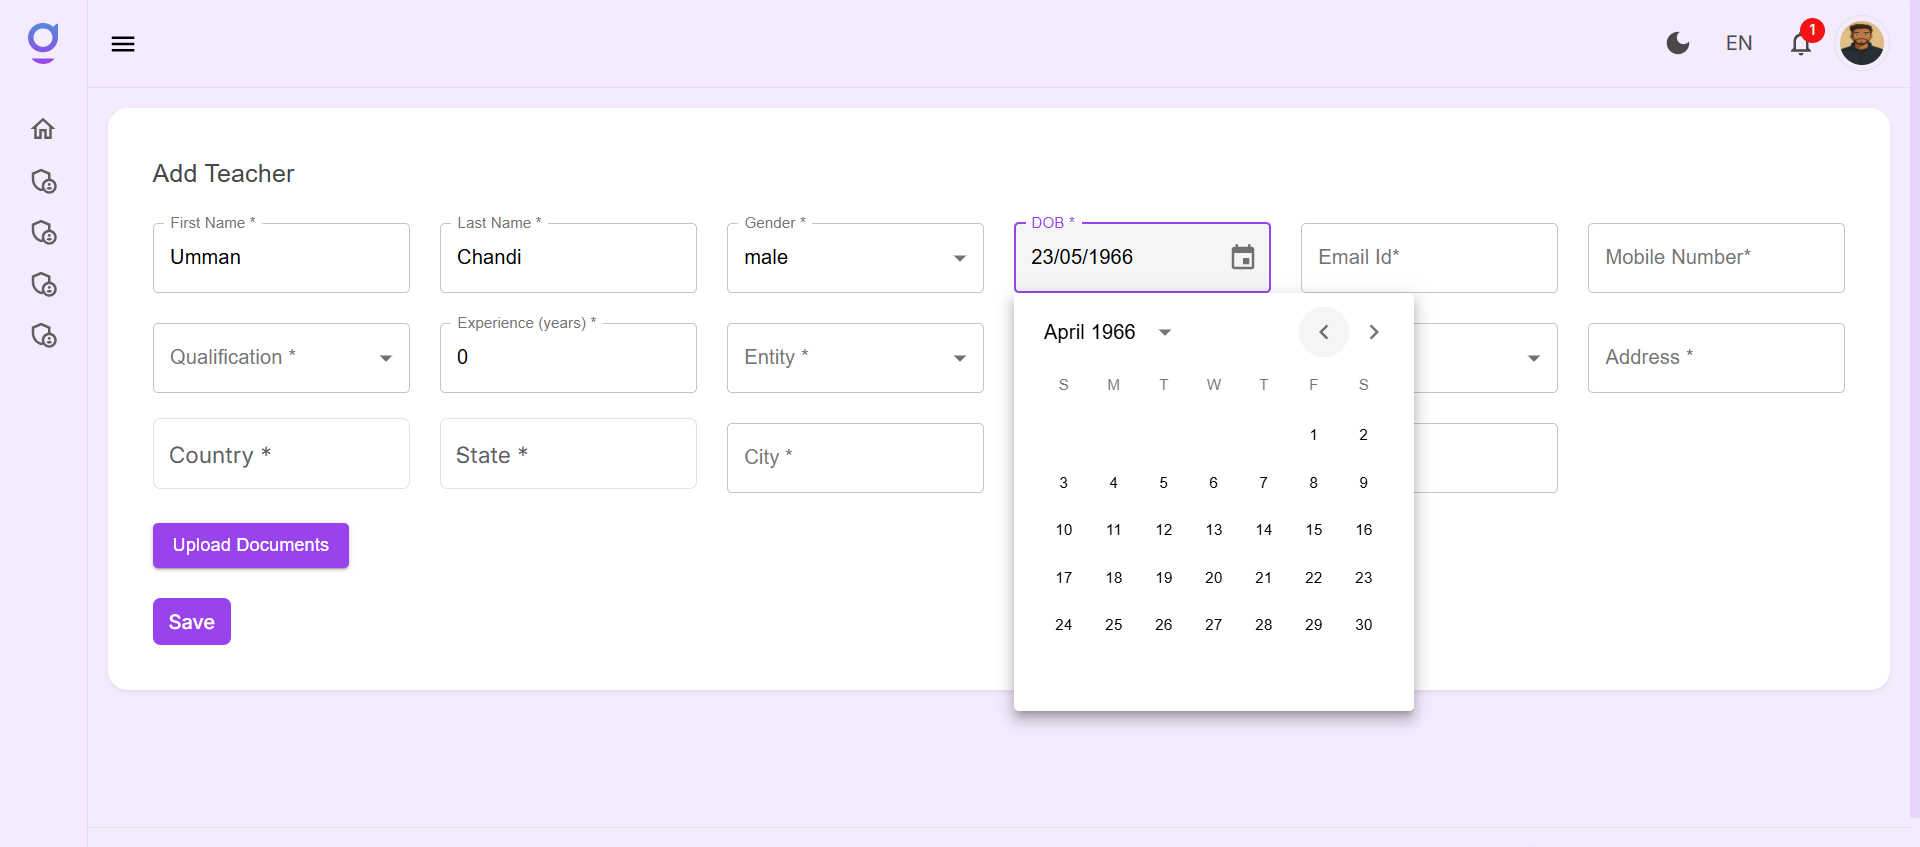 EN
1
Add Teacher
First Name *
Umman
Last Name *
Chandi
Gender *
male
DOB *
23/05/1966
Email Id*
Mobile Number*
Qualification *
Experience (years) *
0
Entity *
Address *
Country *
State *
City *
April 1966
S M T W T F S
1 2
3 4 5 6 7 8 9
10 11 12 13 14 15 16
17 18 19 20 21 22 23
24 25 26 27 28 29 30
Upload Documents
Save